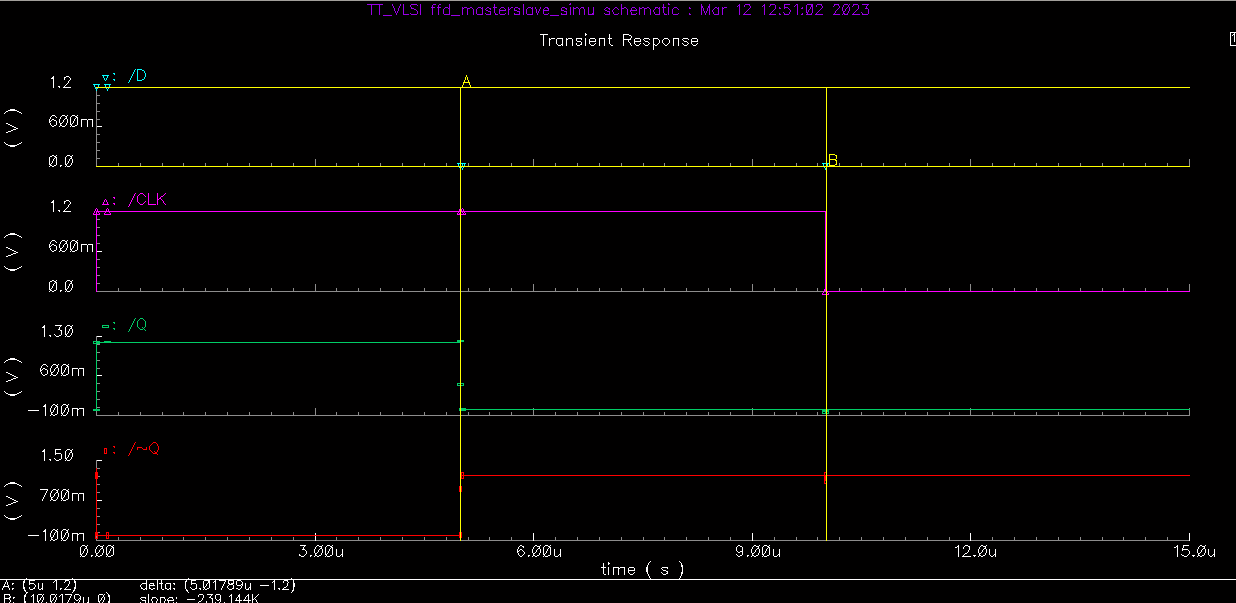 TT_VLSI ffd_masterslave_simu schematic : Mar 12 12:51:02 2023
Transient Response
1
: /D
A
1.2
(V)
600m
0.0
B
: /CLK
1.2
(V)
600m
0.0
: /Q
1.30
(V)
600m
-100m
: /~Q
1.50
(V)
700m
-100m
0.00 3.00u 6.00u 9.00u 12.0u 15.0u
time ( s )
A: (5u 1.2) delta: (5.01789u -1.2)
B: (10.0179u 0) slope: -239.144K